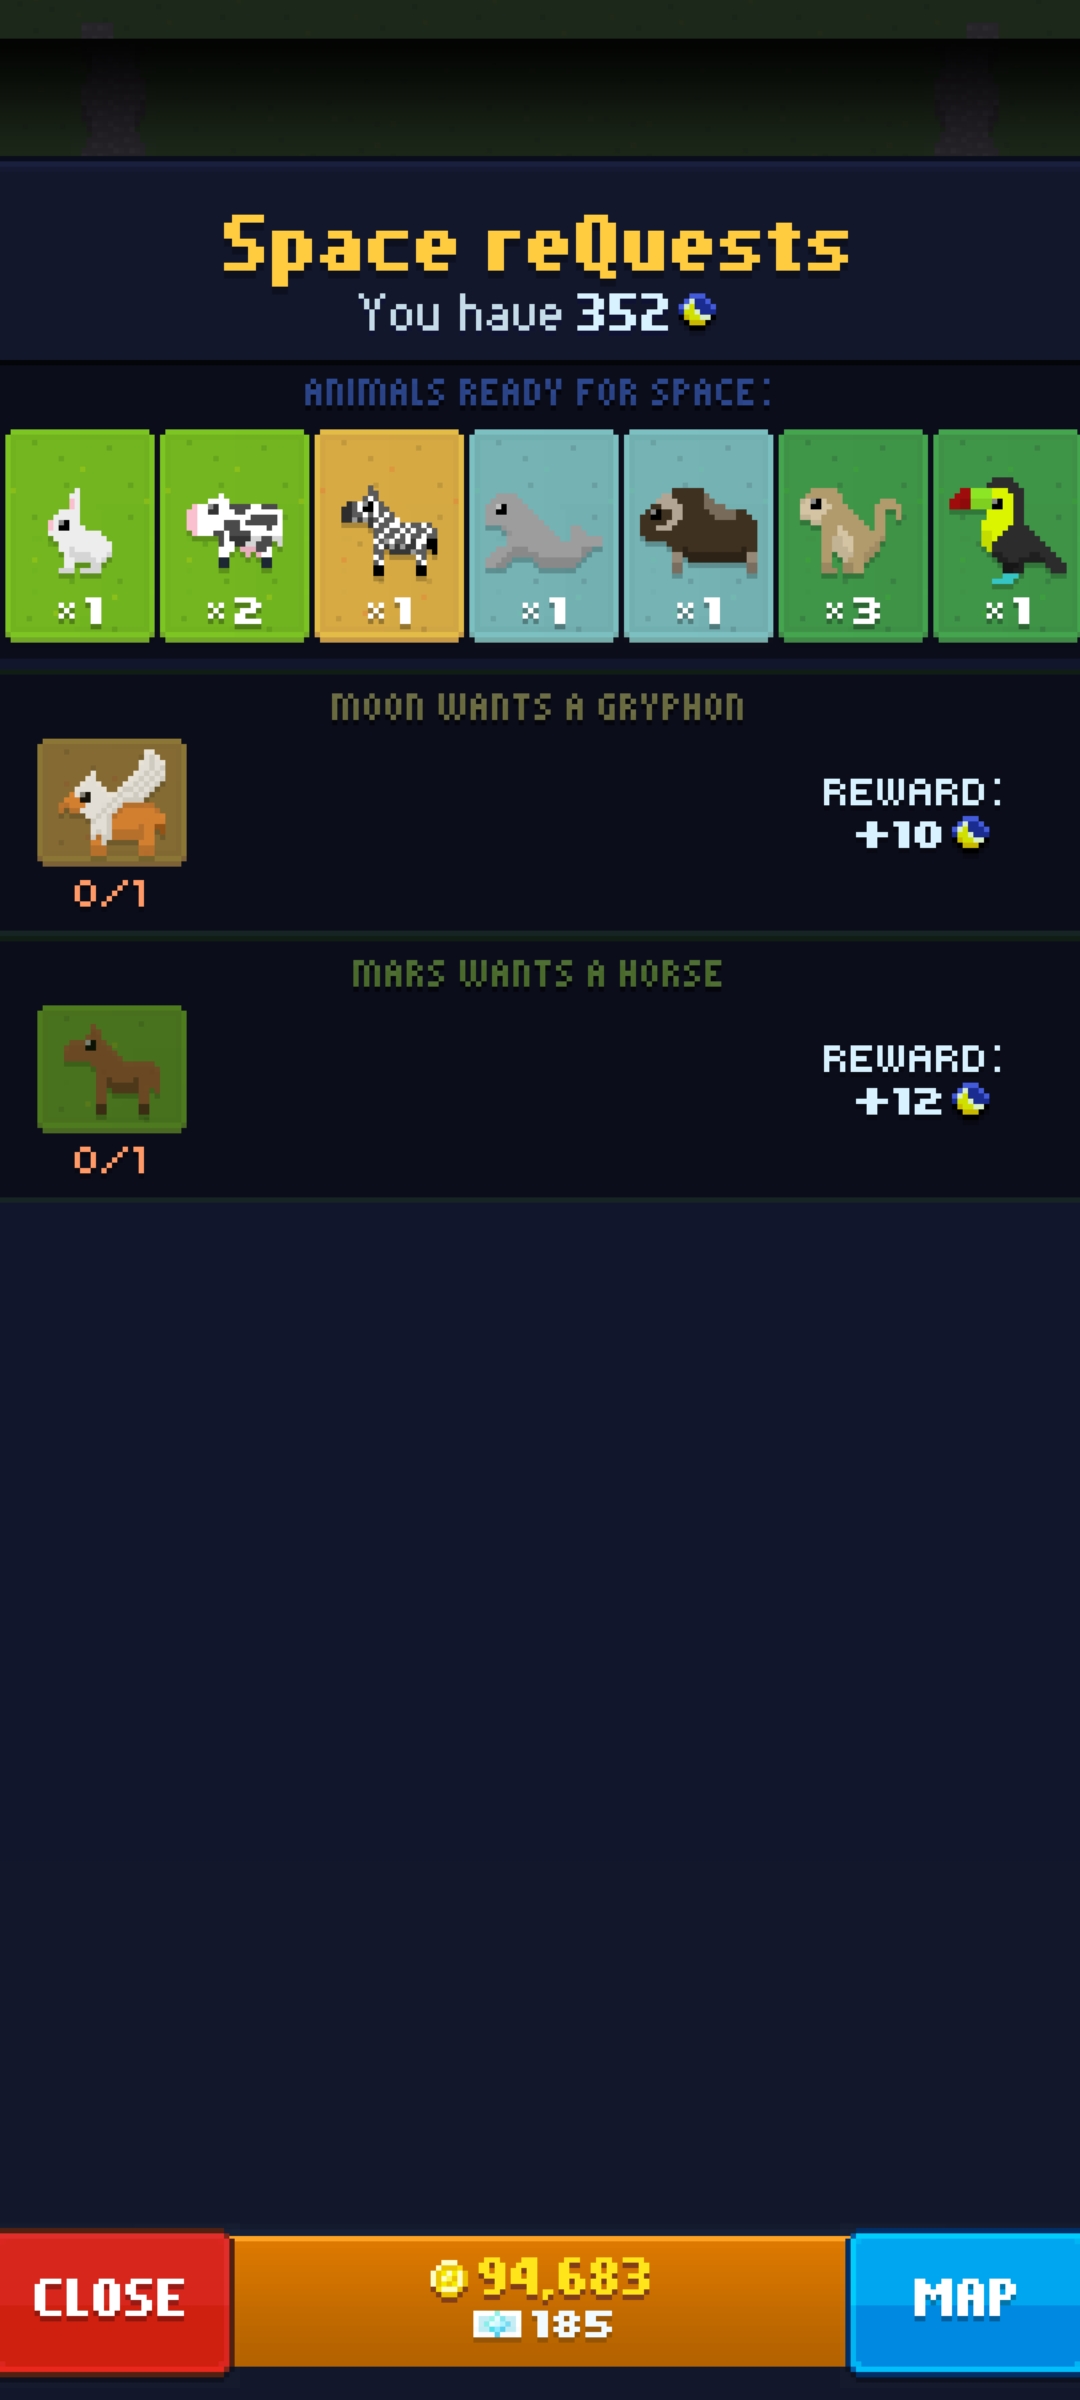 Space reQuests
You have 352
ANIMALS READY FOR SPACE:
×1 ×2 ×1 ×1 ×1 ×3 ×1
MOON WANTS A GRYPHON
REWARD:
+10
0/1
MARS WANTS A HORSE
REWARD:
+12
0/1
CLOSE
94,683
185
MAP